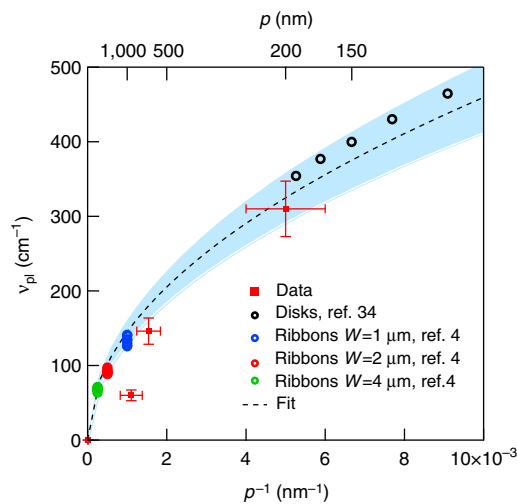 p (nm)
1,000 500 200 150
500
400
300
200
100
0
ν_pl (cm⁻¹)
Data
Disks, ref. 34
Ribbons W=1 μm, ref. 4
Ribbons W=2 μm, ref. 4
Ribbons W=4 μm, ref.4
Fit
0 2 4 6 8 10×10⁻³
p⁻¹ (nm⁻¹)